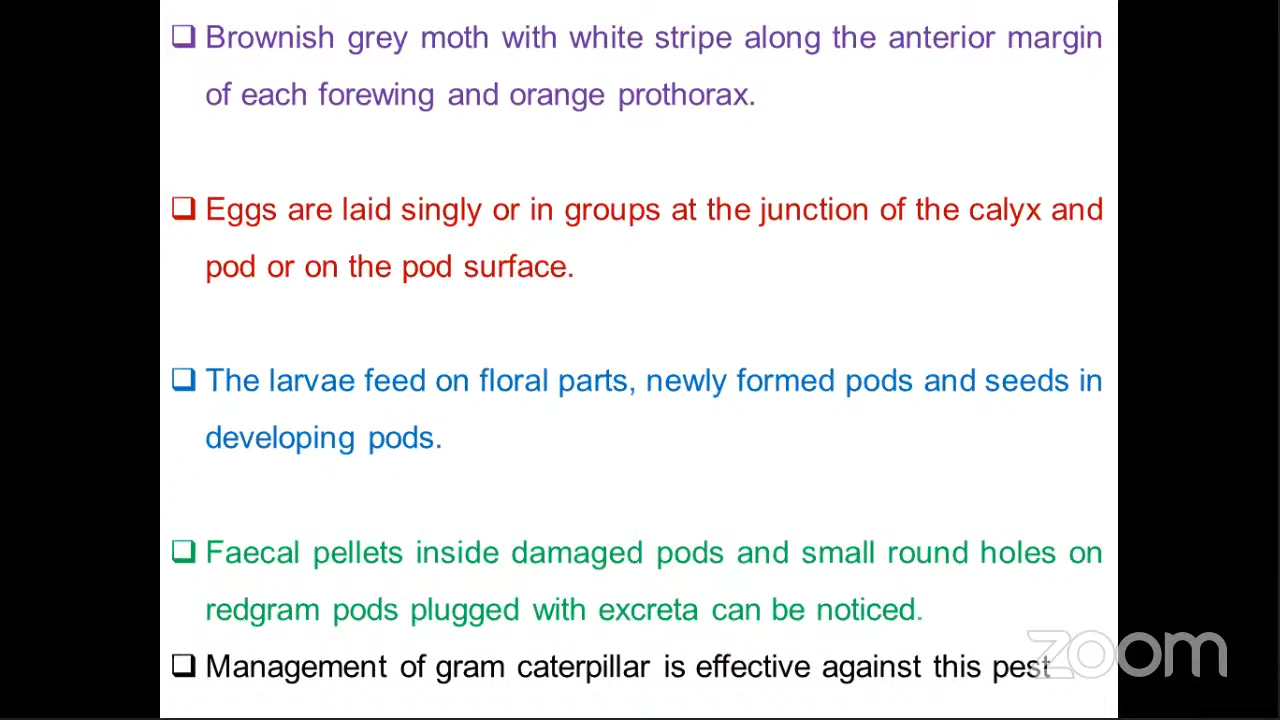 ❑ Brownish grey moth with white stripe along the anterior margin
of each forewing and orange prothorax.
❑ Eggs are laid singly or in groups at the junction of the calyx and
pod or on the pod surface.
❑ The larvae feed on floral parts, newly formed pods and seeds in
developing pods.
❑ Faecal pellets inside damaged pods and small round holes on
redgram pods plugged with excreta can be noticed.
❑ Management of gram caterpillar is effective against this pest
zoom